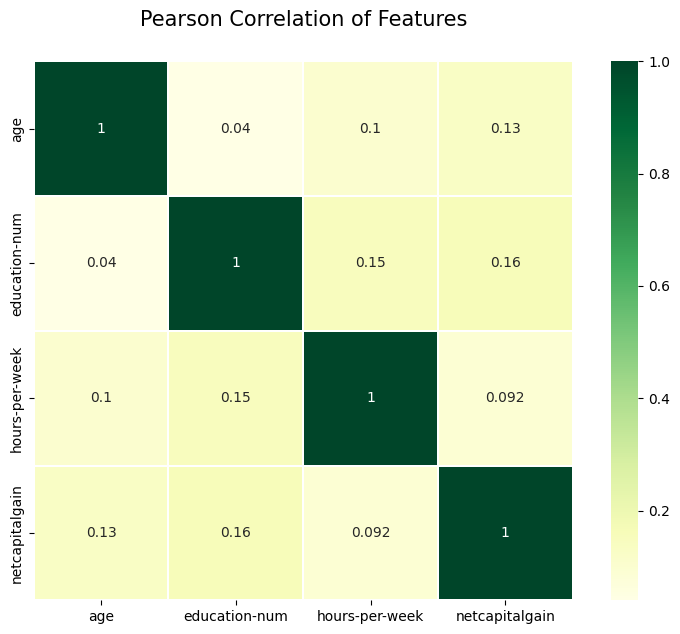 Pearson Correlation of Features
age 1 0.04 0.1 0.13
education-num 0.04 1 0.15 0.16
hours-per-week 0.1 0.15 1 0.092
netcapitalgain 0.13 0.16 0.092 1
age education-num hours-per-week netcapitalgain
1.0
0.8
0.6
0.4
0.2